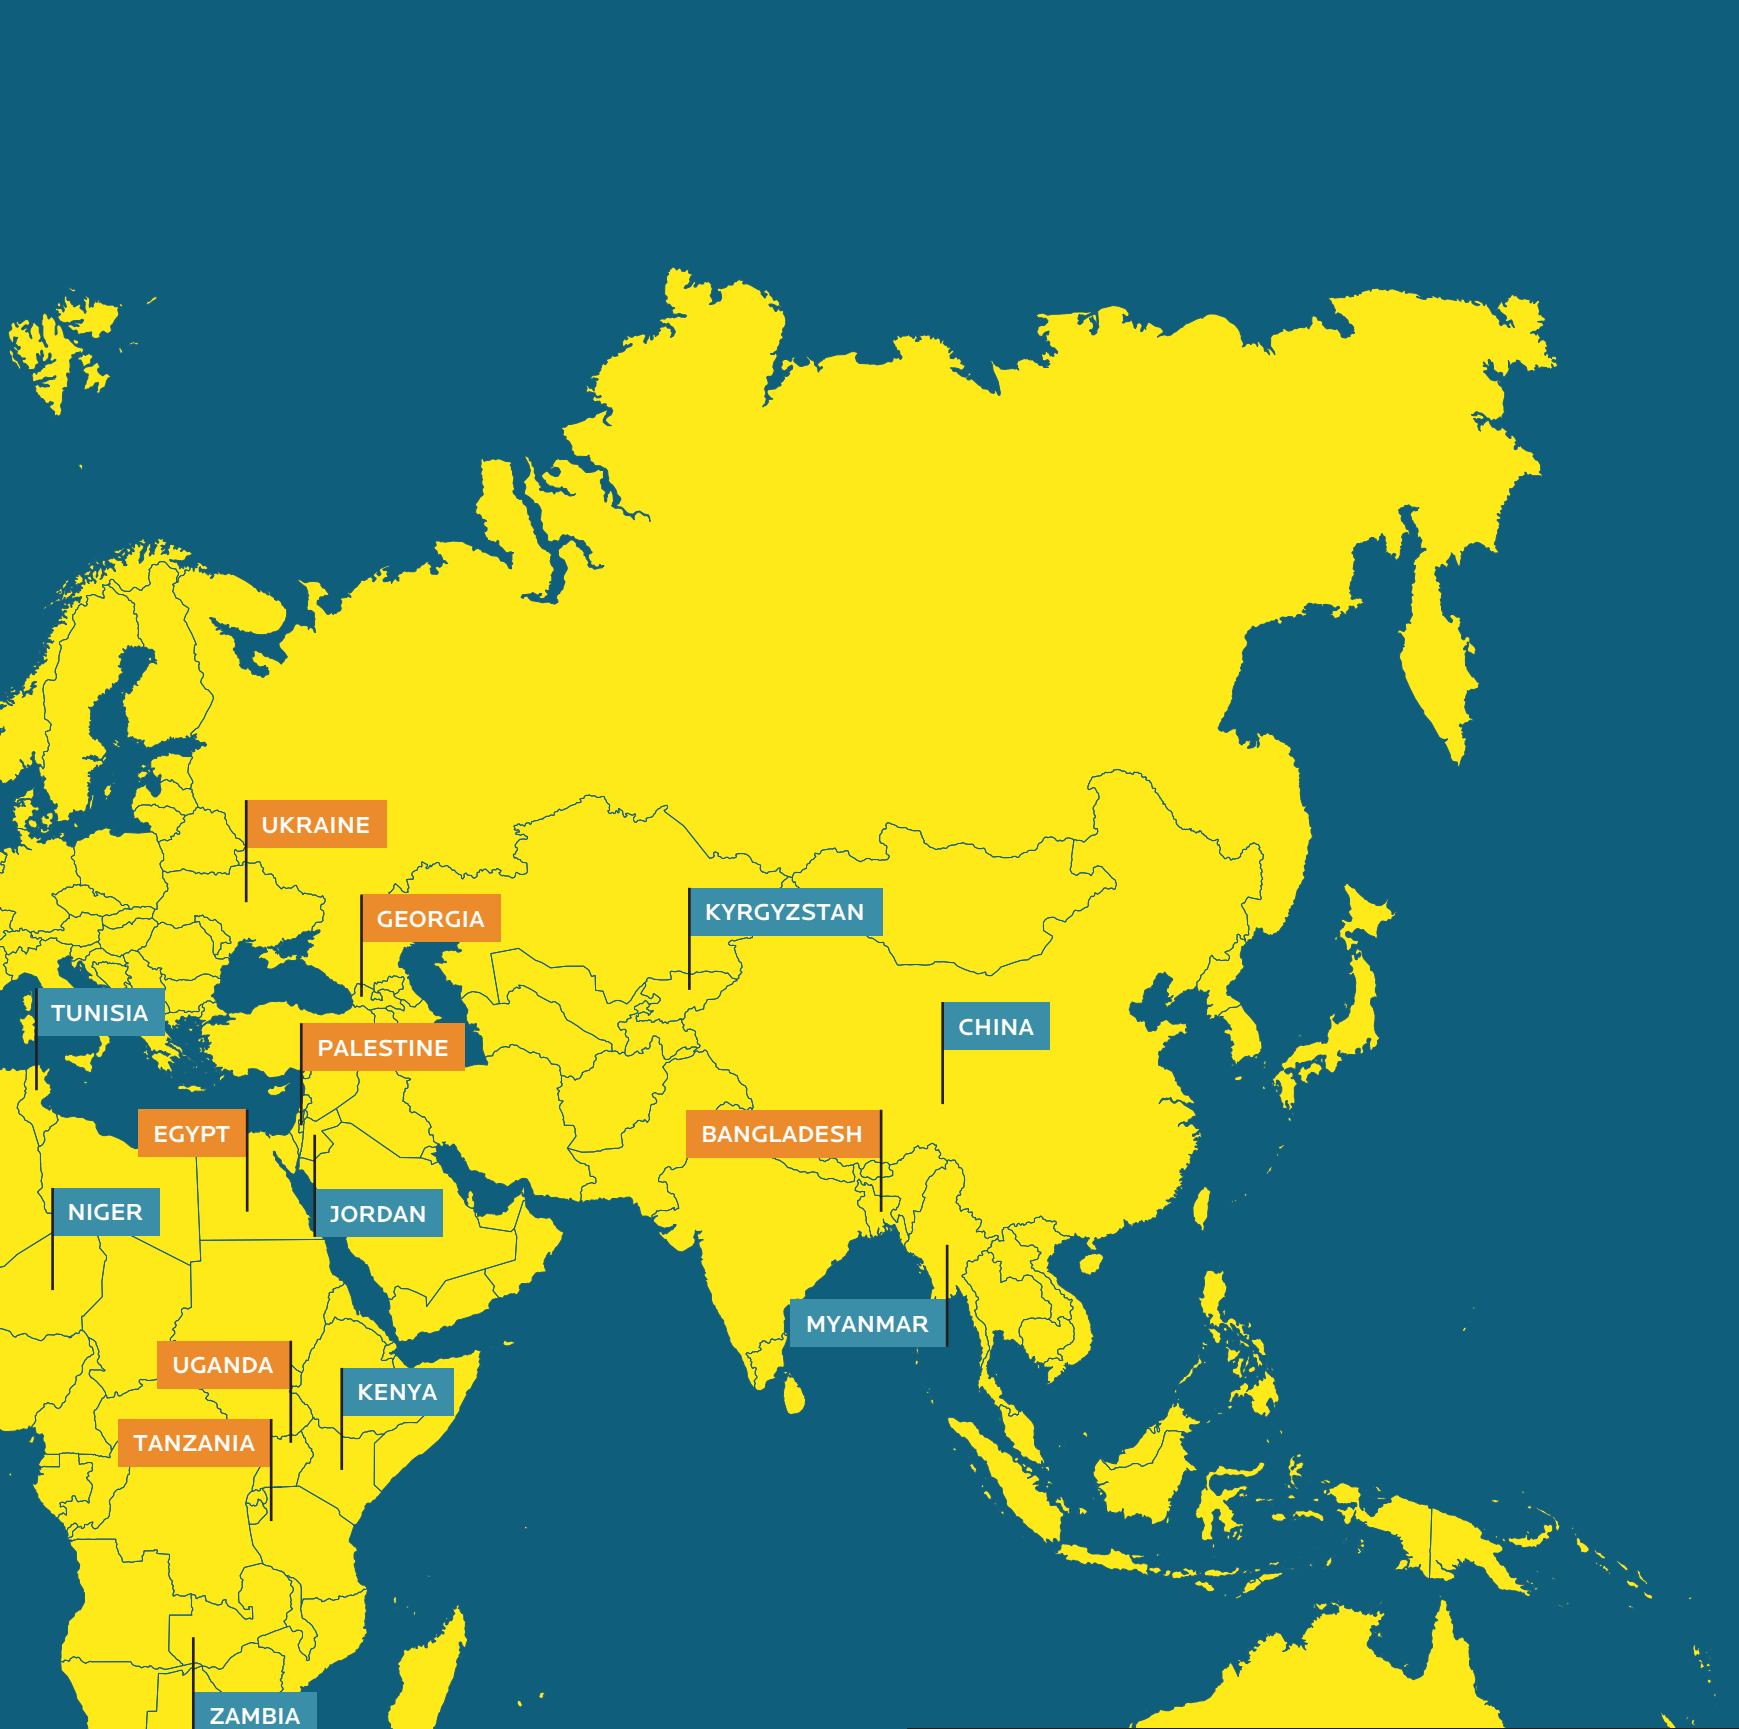 UKRAINE
KYRGYZSTAN
GEORGIA
TUNISIA
CHINA
PALESTINE
EGYPT
BANGLADESH
NIGER
JORDAN
MYANMAR
UGANDA
KENYA
TANZANIA
ZAMBIA